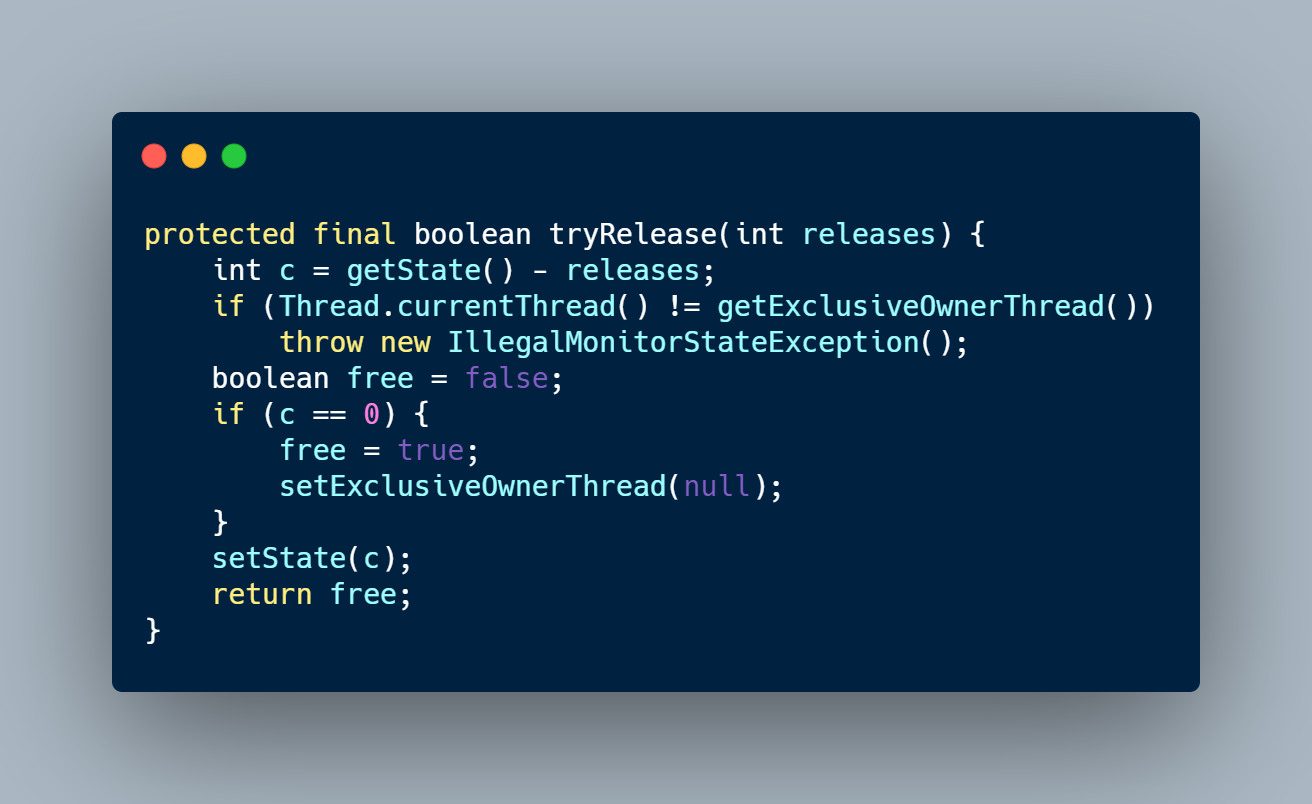 protected final boolean tryRelease(int releases) {
    int c = getState() - releases;
    if (Thread.currentThread() != getExclusiveOwnerThread())
        throw new IllegalMonitorStateException();
    boolean free = false;
    if (c == 0) {
        free = true;
        setExclusiveOwnerThread(null);
    }
    setState(c);
    return free;
}